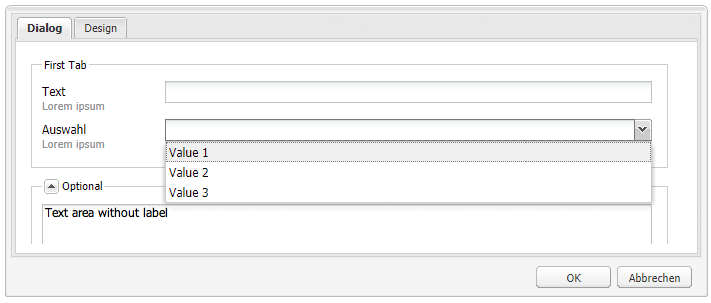 Dialog Design
First Tab
Text
Lorem ipsum
Auswahl
Lorem ipsum
Value 1
Value 2
Value 3
Optional
Text area without label
OK Abbrechen